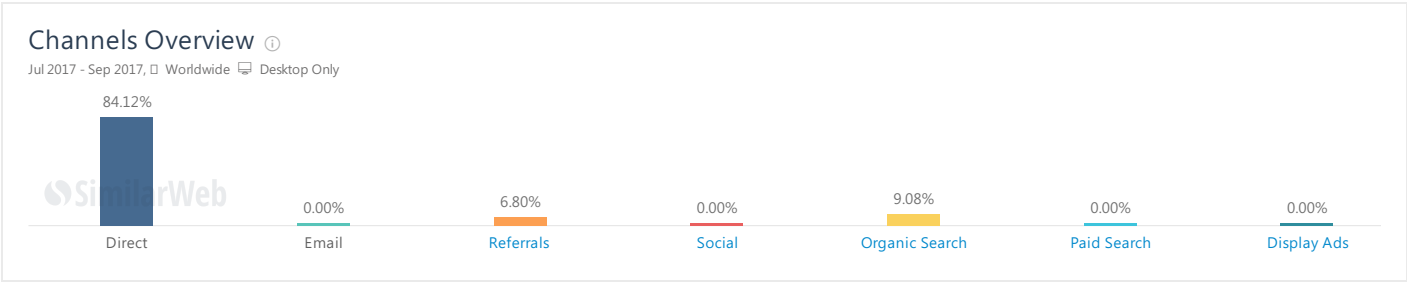 Channels Overview
Jul 2017 - Sep 2017, Worldwide Desktop Only
84.12%
0.00%
6.80%
0.00%
9.08%
0.00%
0.00%
SimilarWeb
Direct
Email
Referrals
Social
Organic Search
Paid Search
Display Ads